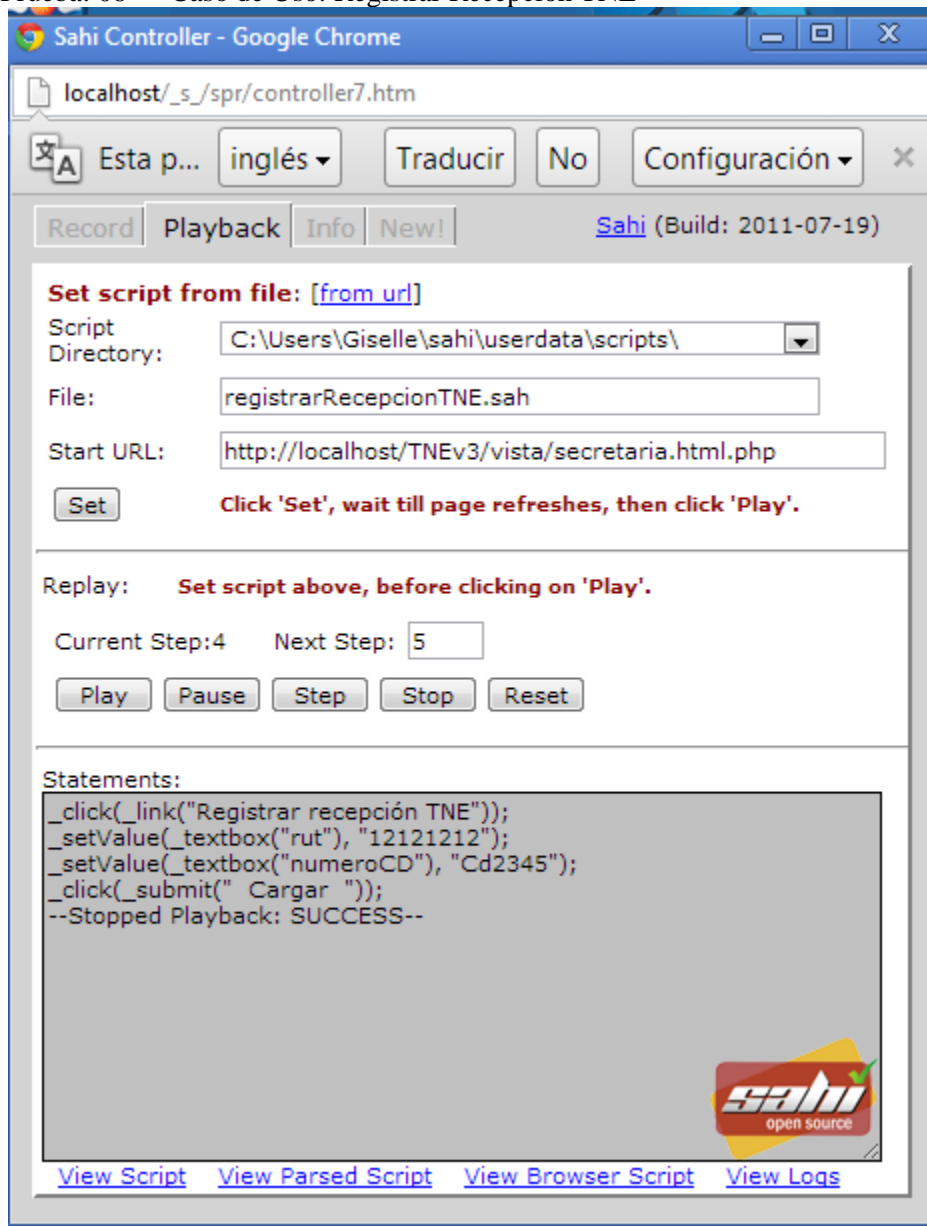 Caso de Uso: Registrar Recepción TNE
Sahi Controller - Google Chrome
localhost/_s_/spr/controller7.htm
Esta p... inglés Traducir No Configuración
Record Playback Info New! Sahi (Build: 2011-07-19)
Set script from file: [from url]
Script
Directory: C:\Users\Giselle\sahi\userdata\scripts\
File: registrarRecepcionTNE.sah
Start URL: http://localhost/TNEv3/vista/secretaria.html.php
Set Click 'Set', wait till page refreshes, then click 'Play'.
Replay: Set script above, before clicking on 'Play'.
Current Step:4 Next Step: 5
Play Pause Step Stop Reset
Statements:
_click(_link("Registrar recepción TNE"));
_setValue(_textbox("rut"), "12121212");
_setValue(_textbox("numeroCD"), "Cd2345");
_click(_submit("  Cargar  "));
--Stopped Playback: SUCCESS--
sahi
open source
View Script View Parsed Script View Browser Script View Logs